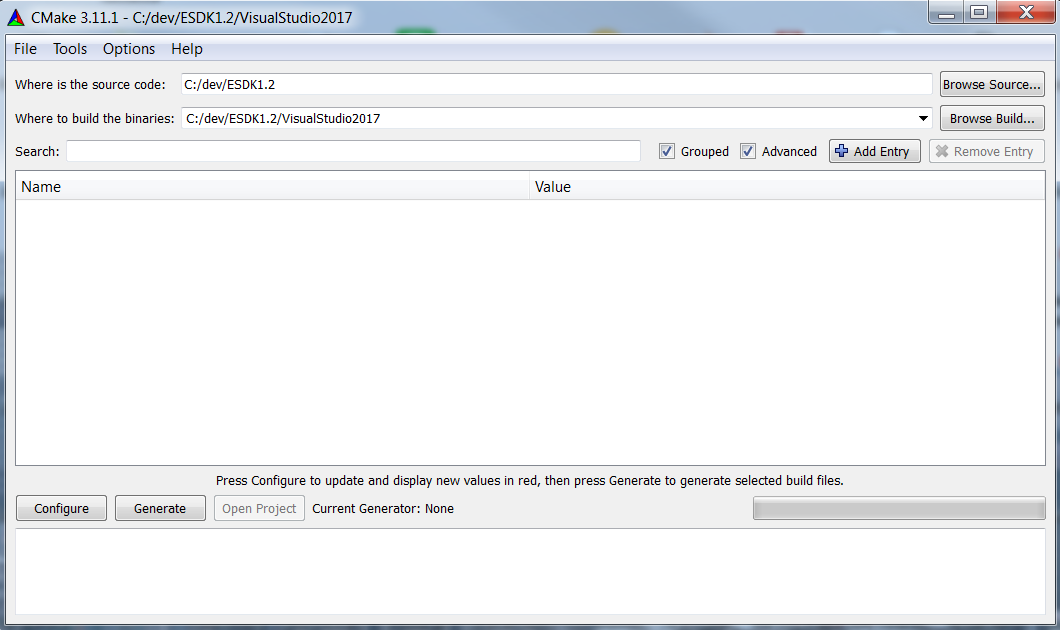 CMake 3.11.1 - C:/dev/ESDK1.2/VisualStudio2017
File Tools Options Help
Where is the source code: C:/dev/ESDK1.2 Browse Source...
Where to build the binaries: C:/dev/ESDK1.2/VisualStudio2017 Browse Build...
Search: Grouped Advanced Add Entry Remove Entry
Name Value
Press Configure to update and display new values in red, then press Generate to generate selected build files.
Configure Generate Open Project Current Generator: None